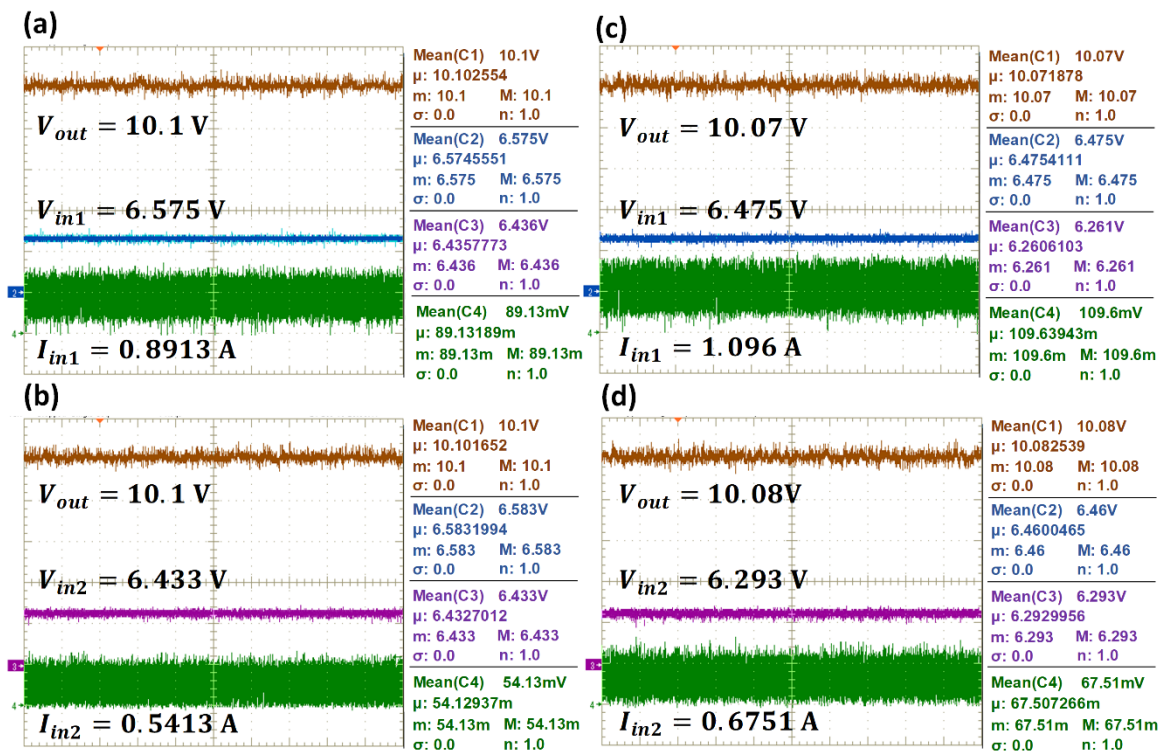 (a)
Mean(C1) 10.1V
μ: 10.102554
m: 10.1 M: 10.1
σ: 0.0 n: 1.0
V_out = 10.1 V
Mean(C2) 6.575V
μ: 6.5745551
m: 6.575 M: 6.575
σ: 0.0 n: 1.0
V_in1 = 6.575 V
Mean(C3) 6.436V
μ: 6.4357773
m: 6.436 M: 6.436
σ: 0.0 n: 1.0
2
Mean(C4) 89.13mV
μ: 89.13189m
m: 89.13m M: 89.13m
σ: 0.0 n: 1.0
4
I_in1 = 0.8913 A
(c)
Mean(C1) 10.07V
μ: 10.071878
m: 10.07 M: 10.07
σ: 0.0 n: 1.0
V_out = 10.07 V
Mean(C2) 6.475V
μ: 6.4754111
m: 6.475 M: 6.475
σ: 0.0 n: 1.0
V_in1 = 6.475 V
Mean(C3) 6.261V
μ: 6.2606103
m: 6.261 M: 6.261
σ: 0.0 n: 1.0
2
Mean(C4) 109.6mV
μ: 109.63943m
m: 109.6m M: 109.6m
σ: 0.0 n: 1.0
4
I_in1 = 1.096 A
(b)
Mean(C1) 10.1V
μ: 10.101652
m: 10.1 M: 10.1
σ: 0.0 n: 1.0
V_out = 10.1 V
Mean(C2) 6.583V
μ: 6.5831994
m: 6.583 M: 6.583
σ: 0.0 n: 1.0
V_in2 = 6.433 V
Mean(C3) 6.433V
μ: 6.4327012
m: 6.433 M: 6.433
σ: 0.0 n: 1.0
3
Mean(C4) 54.13mV
μ: 54.12937m
m: 54.13m M: 54.13m
σ: 0.0 n: 1.0
4
I_in2 = 0.5413 A
(d)
Mean(C1) 10.08V
μ: 10.082539
m: 10.08 M: 10.08
σ: 0.0 n: 1.0
V_out = 10.08V
Mean(C2) 6.46V
μ: 6.4600465
m: 6.46 M: 6.46
σ: 0.0 n: 1.0
V_in2 = 6.293 V
Mean(C3) 6.293V
μ: 6.2929956
m: 6.293 M: 6.293
σ: 0.0 n: 1.0
3
Mean(C4) 67.51mV
μ: 67.507266m
m: 67.51m M: 67.51m
σ: 0.0 n: 1.0
4
I_in2 = 0.6751 A